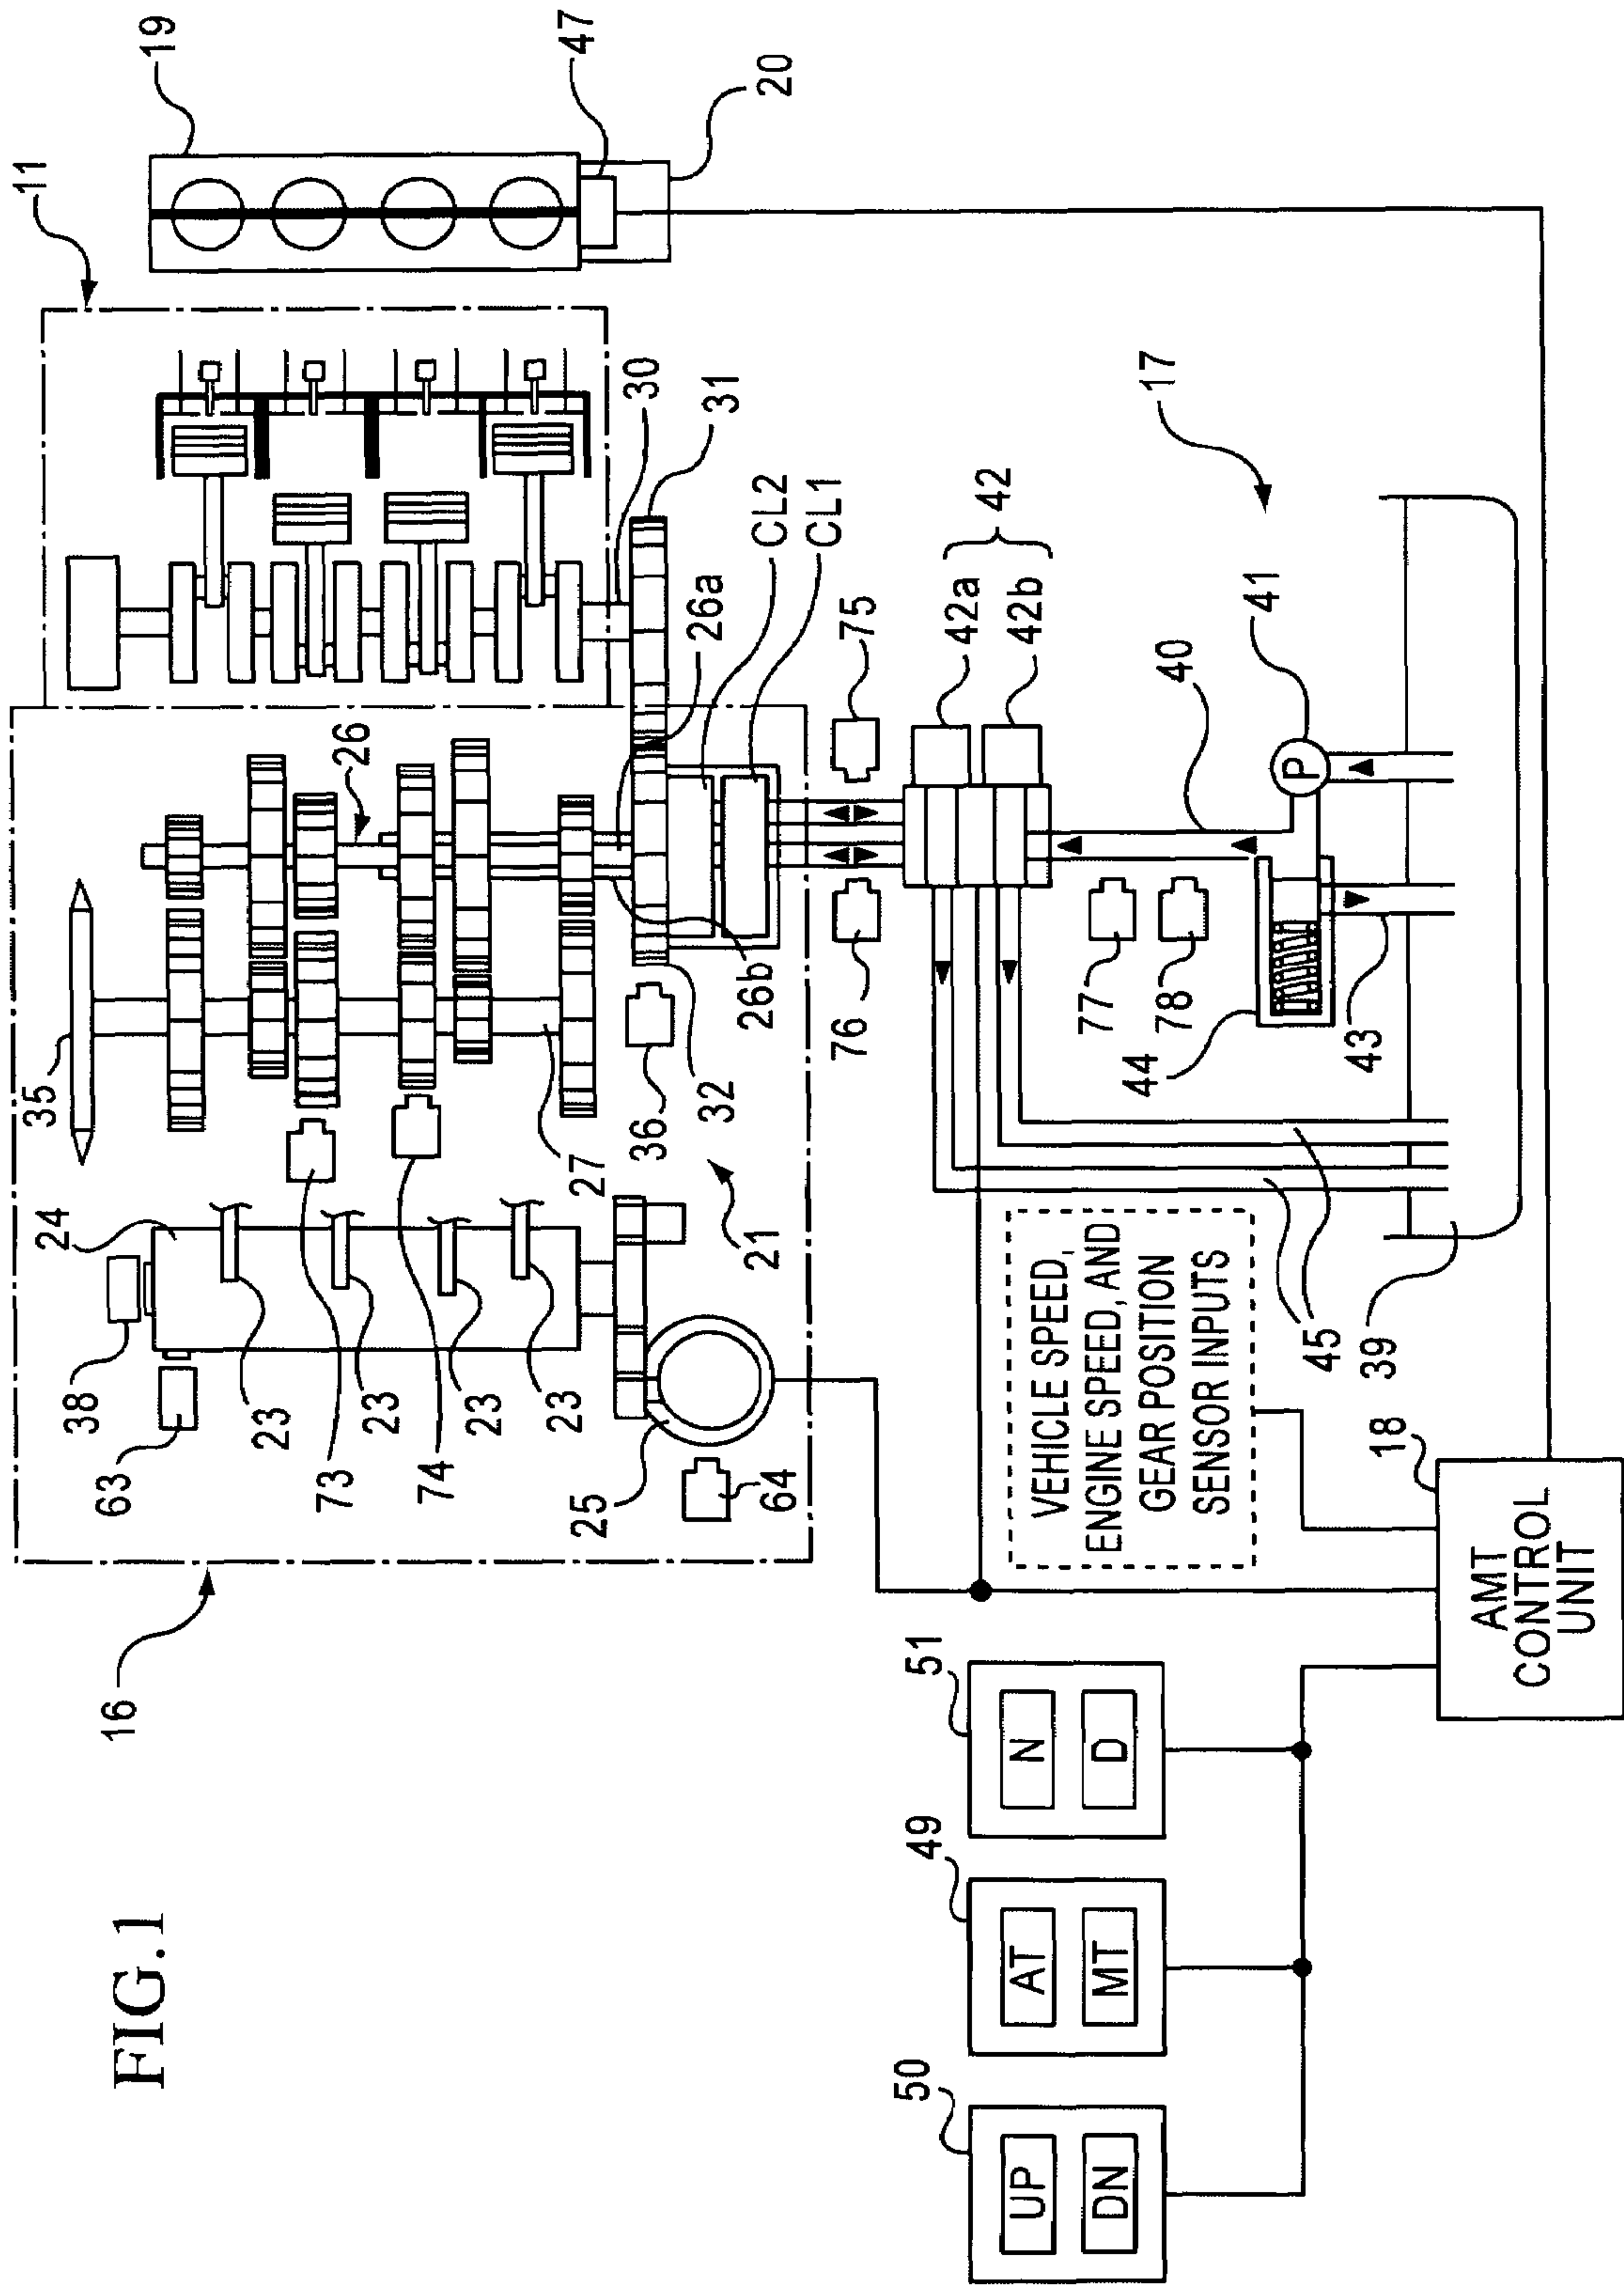 FIG.1
16
63
38
24
35
11
19
47
20
23
23
23
23
73
74
25
64
21
27
36
32
26
26a
26b
30
31
CL2
CL1
76
75
42a
42b
42
17
77
78
40
41
44
43
45
39
VEHICLE SPEED,
ENGINE SPEED, AND
GEAR POSITION
SENSOR INPUTS
18
AMT
CONTROL
UNIT
50
UP
DN
49
AT
MT
51
N
D
P